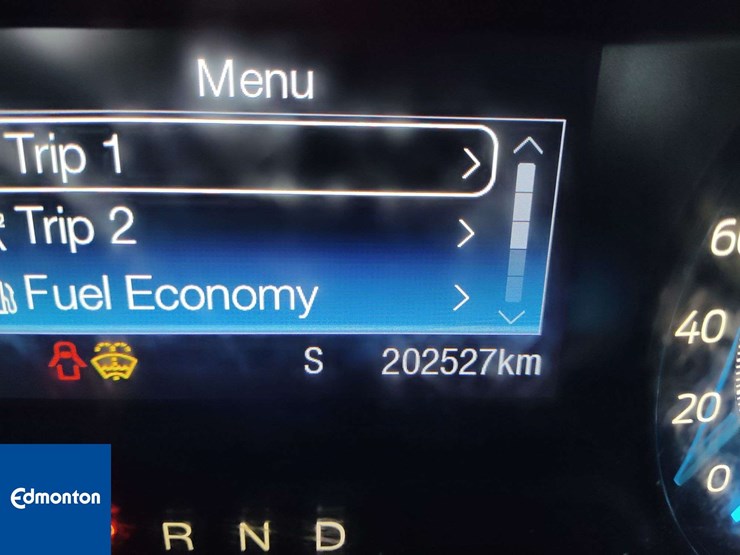 Menu
Trip 1
Trip 2
Fuel Economy
S 202527km
60
40
20
0
Edmonton
R N D